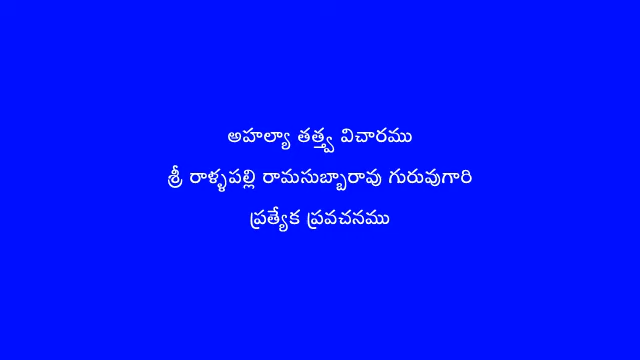 అహల్యా తత్త్వ విచారము
శ్రీ రాళ్ళపల్లి రామసుబ్బారావు గురువుగారి
ప్రత్యేక ప్రవచనము